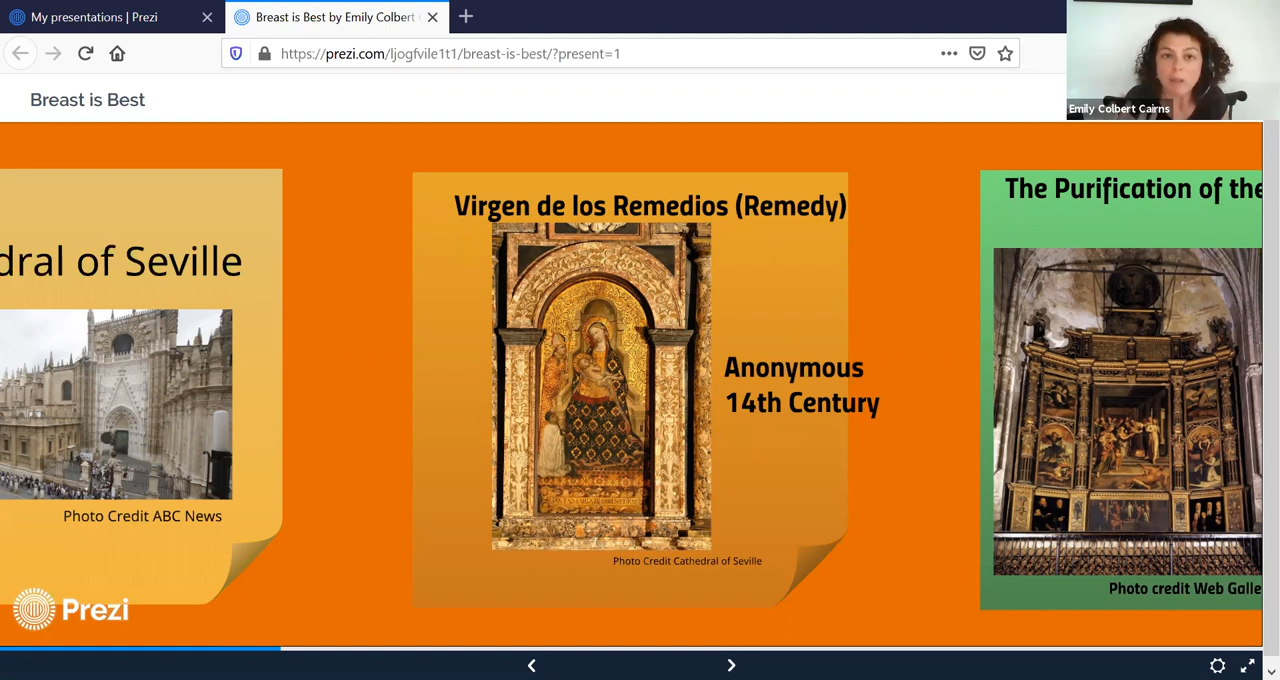 My presentations | Prezi
Breast is Best by Emily Colbert
https://prezi.com/ljogfvile1t1/breast-is-best/?present=1
Emily Colbert Cairns
Breast is Best
dral of Seville
Photo Credit ABC News
Virgen de los Remedios (Remedy)
Anonymous
14th Century
Photo Credit Cathedral of Seville
The Purification of the
Photo credit Web Galle
Prezi